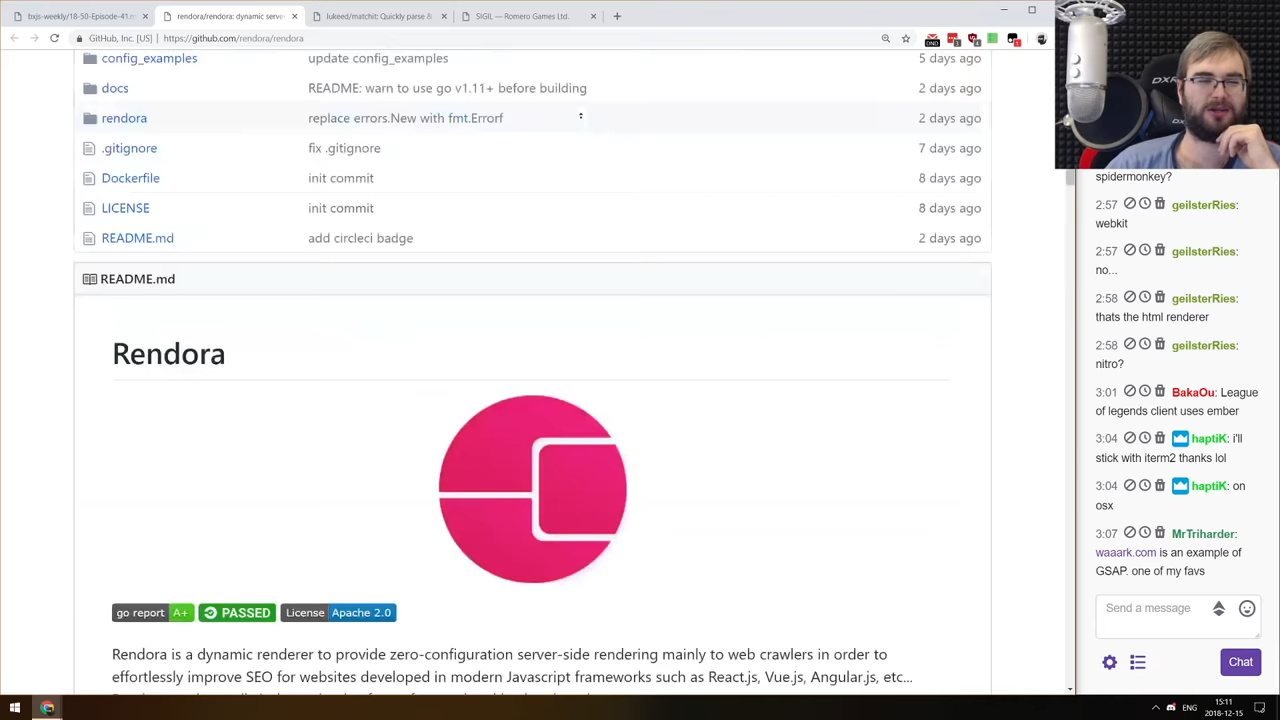 bxjs-weekly/18-50-Episode-41.m
rendora/rendora: dynamic serve
lukeed/matchit: Quickly parse &
SIGIL — Romero Games Ltd.
GitHub, Inc. [US] | https://github.com/rendora/rendora
config_examples update config_examples 5 days ago
docs README: warn to use go v1.11+ before building 2 days ago
rendora replace errors.New with fmt.Errorf 2 days ago
.gitignore fix .gitignore 7 days ago
Dockerfile init commit 8 days ago
LICENSE init commit 8 days ago
README.md add circleci badge 2 days ago
README.md
Rendora
go report A+ PASSED License Apache 2.0
Rendora is a dynamic renderer to provide zero-configuration server-side rendering mainly to web crawlers in order to
effortlessly improve SEO for websites developed in modern Javascript frameworks such as React.js, Vue.js, Angular.js, etc...
spidermonkey?
2:57 geilsterRies:
webkit
2:57 geilsterRies:
no...
2:58 geilsterRies:
thats the html renderer
2:58 geilsterRies:
nitro?
3:01 BakaOu: League
of legends client uses ember
3:04 haptiK: i'll
stick with iterm2 thanks lol
3:04 haptiK: on
osx
3:07 MrTriharder:
waaark.com is an example of
GSAP. one of my favs
Send a message
Chat
ENG
15:11
2018-12-15